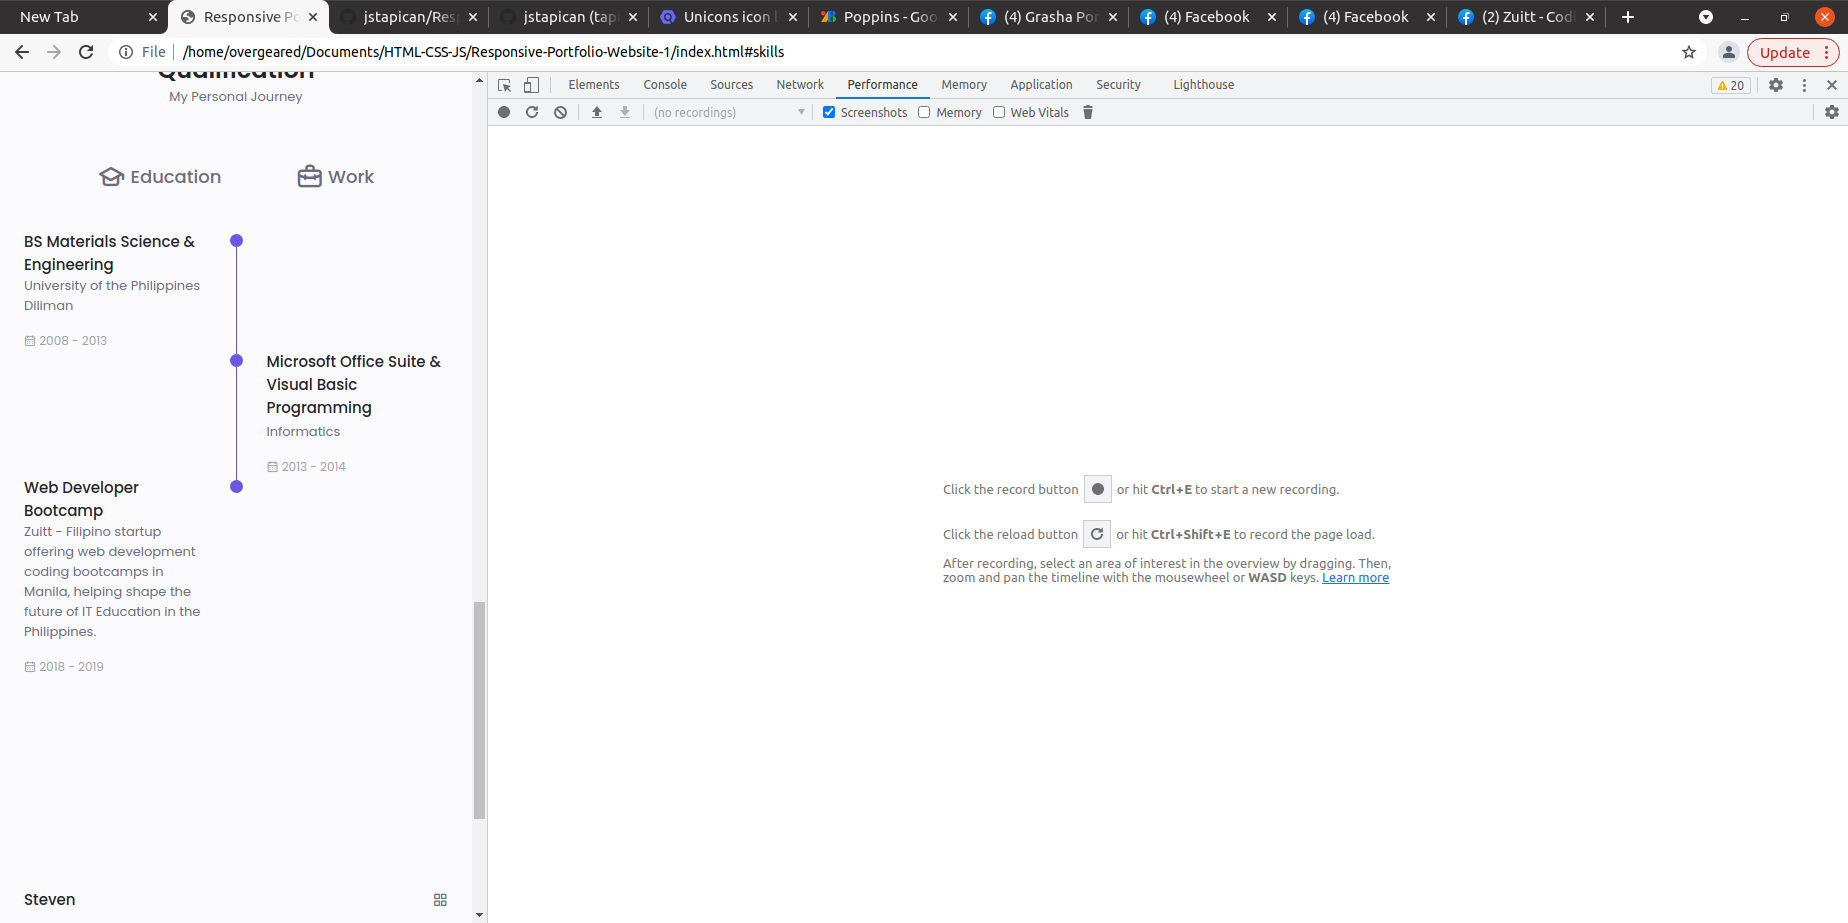 New Tab
Responsive Po
jstapican/Resp
jstapican (tap
Unicons icon l
Poppins - Goo
(4) Grasha Por
(4) Facebook
(4) Facebook
(2) Zuitt - Codi
File
/home/overgeared/Documents/HTML-CSS-JS/Responsive-Portfolio-Website-1/index.html#skills
Update
Elements Console Sources Network Performance Memory Application Security Lighthouse
20
(no recordings) Screenshots Memory Web Vitals
Qualification
My Personal Journey
Education
Work
BS Materials Science &
Engineering
University of the Philippines
Diliman
2008 - 2013
Microsoft Office Suite &
Visual Basic
Programming
Informatics
2013 - 2014
Web Developer
Bootcamp
Zuitt - Filipino startup
offering web development
coding bootcamps in
Manila, helping shape the
future of IT Education in the
Philippines.
2018 - 2019
Steven
Click the record button or hit Ctrl+E to start a new recording.
Click the reload button or hit Ctrl+Shift+E to record the page load.
After recording, select an area of interest in the overview by dragging. Then,
zoom and pan the timeline with the mousewheel or WASD keys. Learn more